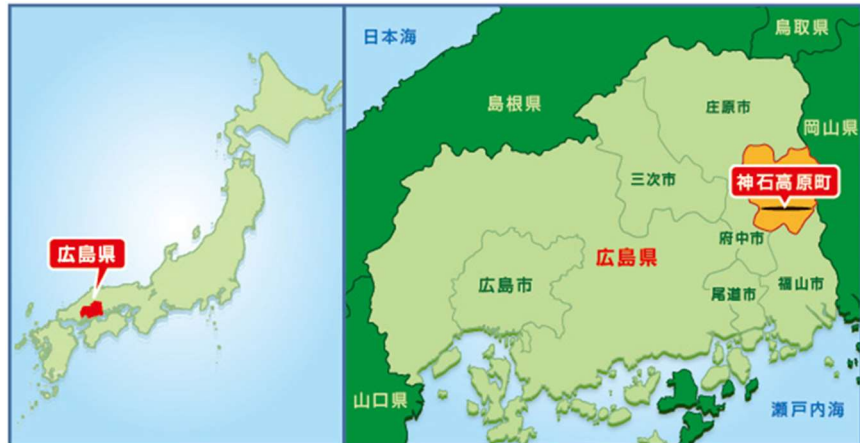 広島県
日本海
鳥取県
島根県
庄原市
岡山県
三次市
神石高原町
府中市
広島県
広島市
尾道市
福山市
山口県
瀬戸内海